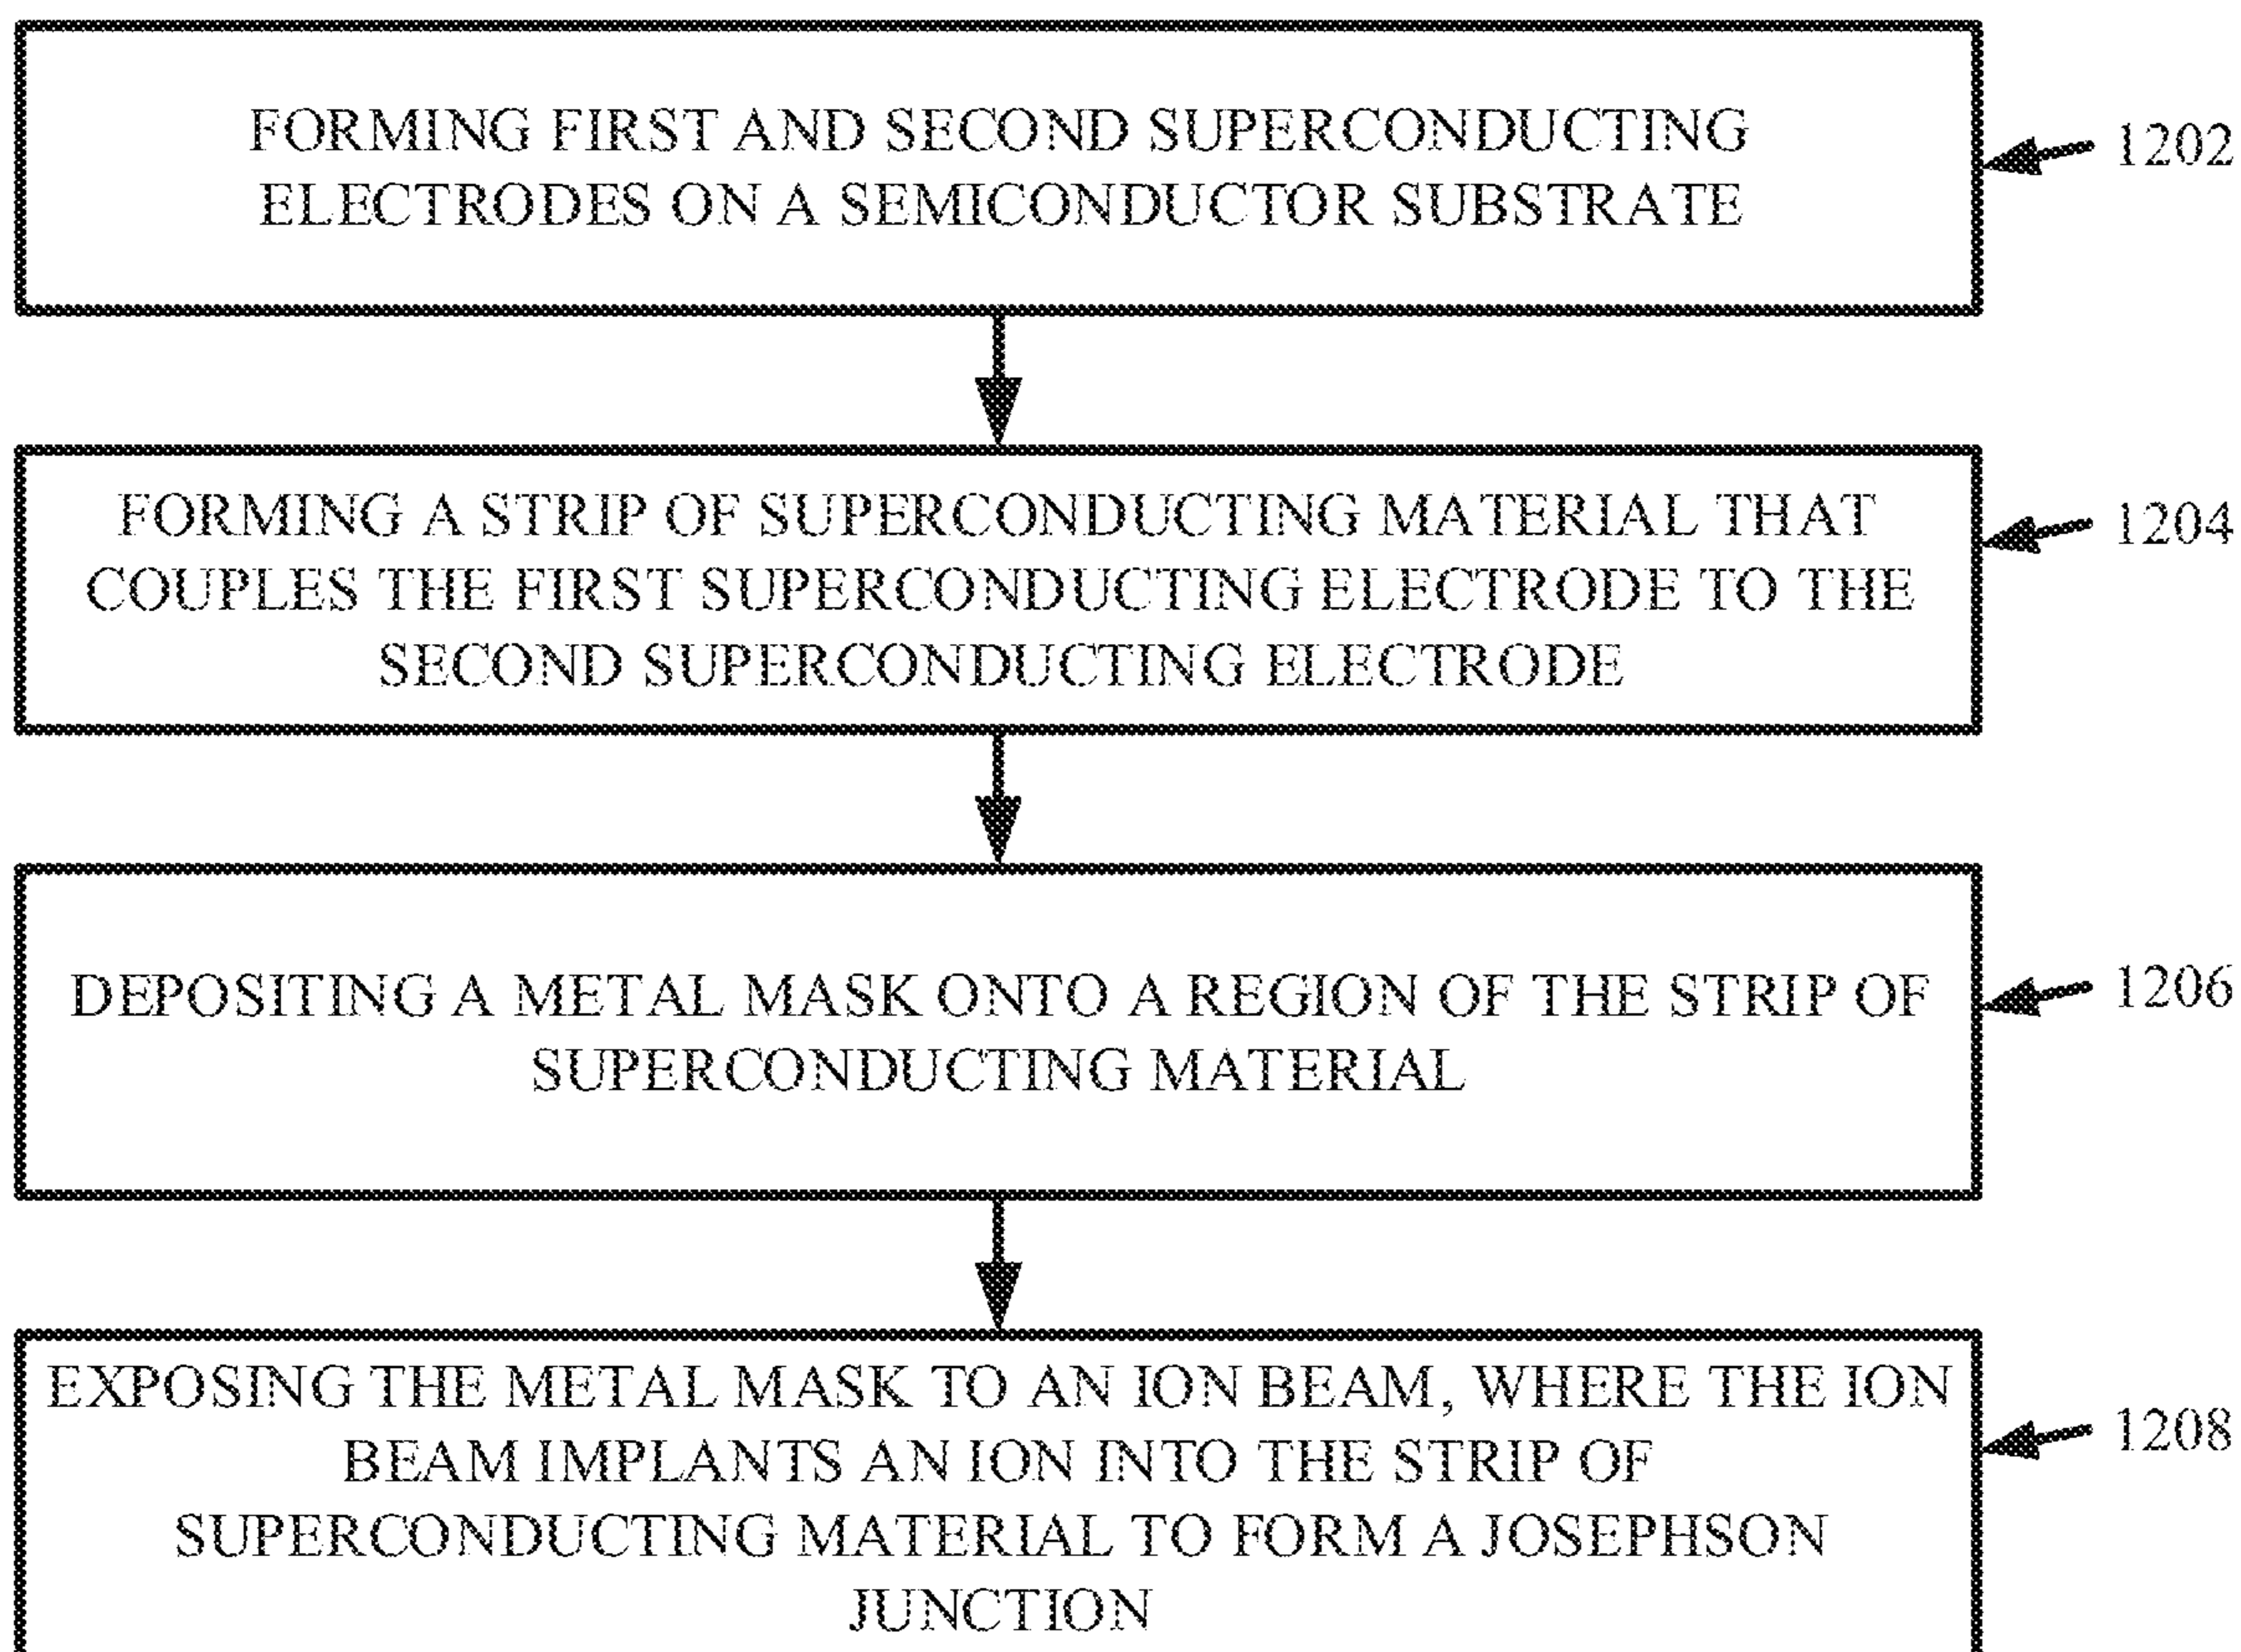 FORMING FIRST AND SECOND SUPERCONDUCTING
ELECTRODES ON A SEMICONDUCTOR SUBSTRATE
1202
FORMING A STRIP OF SUPERCONDUCTING MATERIAL THAT
COUPLES THE FIRST SUPERCONDUCTING ELECTRODE TO THE
SECOND SUPERCONDUCTING ELECTRODE
1204
DEPOSITING A METAL MASK ONTO A REGION OF THE STRIP OF
SUPERCONDUCTING MATERIAL
1206
EXPOSING THE METAL MASK TO AN ION BEAM, WHERE THE ION
BEAM IMPLANTS AN ION INTO THE STRIP OF
SUPERCONDUCTING MATERIAL TO FORM A JOSEPHSON
JUNCTION
1208